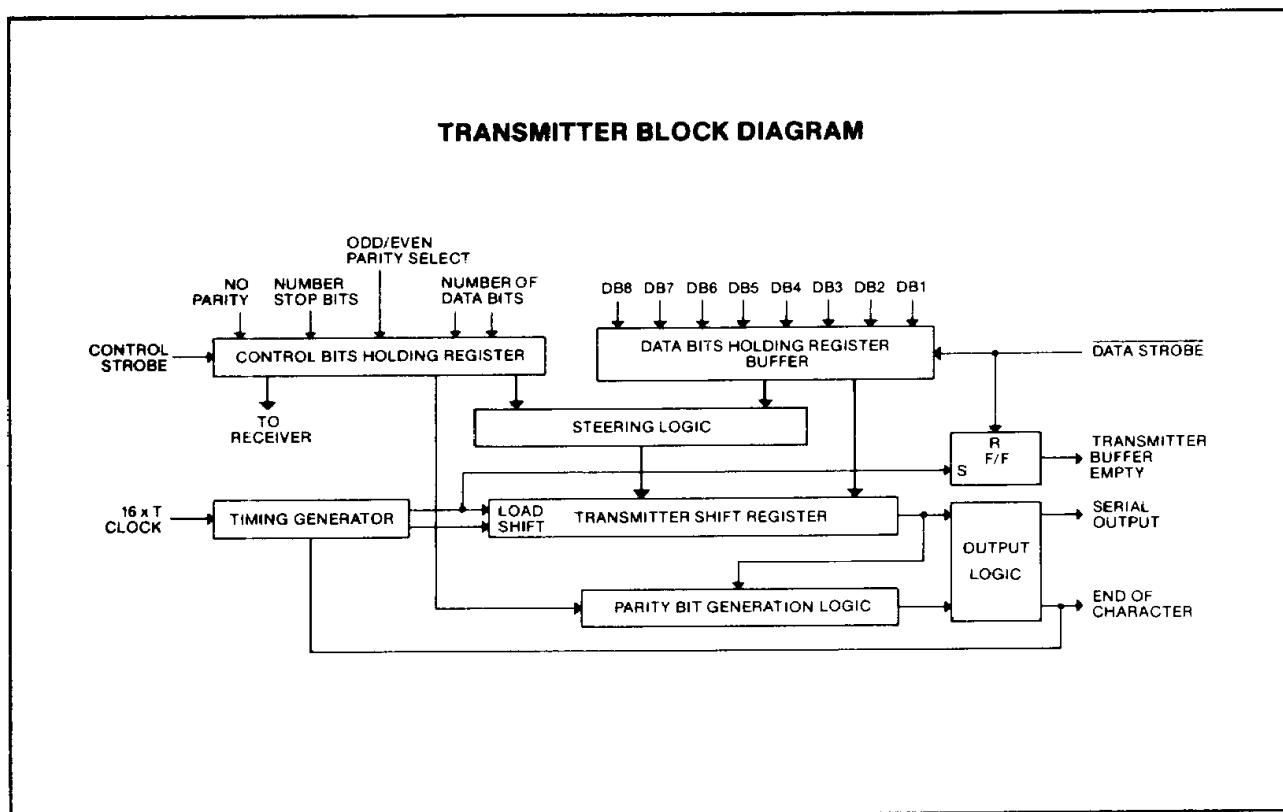 TRANSMITTER BLOCK DIAGRAM
ODD/EVEN
PARITY SELECT
NO
PARITY
NUMBER
STOP BITS
NUMBER OF
DATA BITS
DB8 DB7 DB6 DB5 DB4 DB3 DB2 DB1
CONTROL
STROBE
CONTROL BITS HOLDING REGISTER
DATA BITS HOLDING REGISTER
BUFFER
DATA STROBE
TO
RECEIVER
STEERING LOGIC
R
F/F
S
TRANSMITTER
BUFFER
EMPTY
16 x T
CLOCK
TIMING GENERATOR
LOAD
SHIFT
TRANSMITTER SHIFT REGISTER
SERIAL
OUTPUT
OUTPUT
LOGIC
PARITY BIT GENERATION LOGIC
END OF
CHARACTER